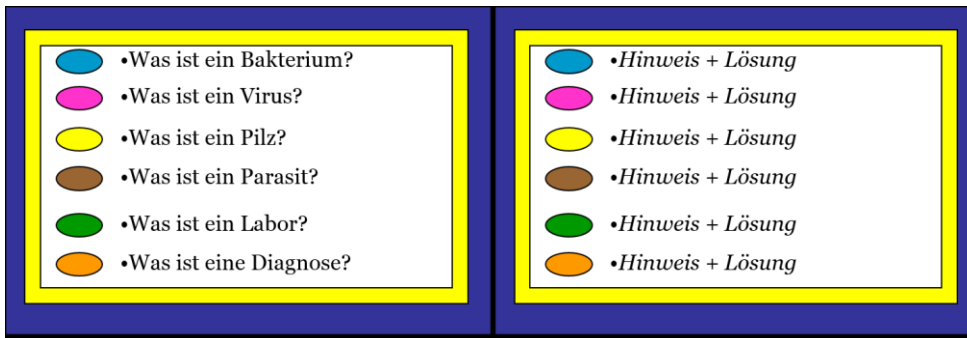 •Was ist ein Bakterium?
•Was ist ein Virus?
•Was ist ein Pilz?
•Was ist ein Parasit?
•Was ist ein Labor?
•Was ist eine Diagnose?
•Hinweis + Lösung
•Hinweis + Lösung
•Hinweis + Lösung
•Hinweis + Lösung
•Hinweis + Lösung
•Hinweis + Lösung